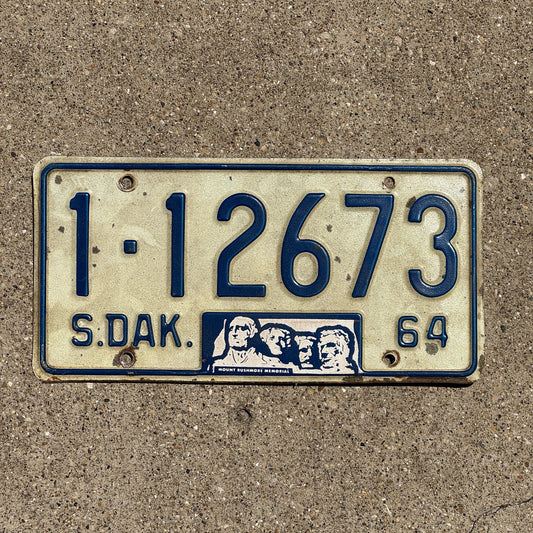 1·12673
S.DAK. 64
MOUNT RUSHMORE MEMORIAL